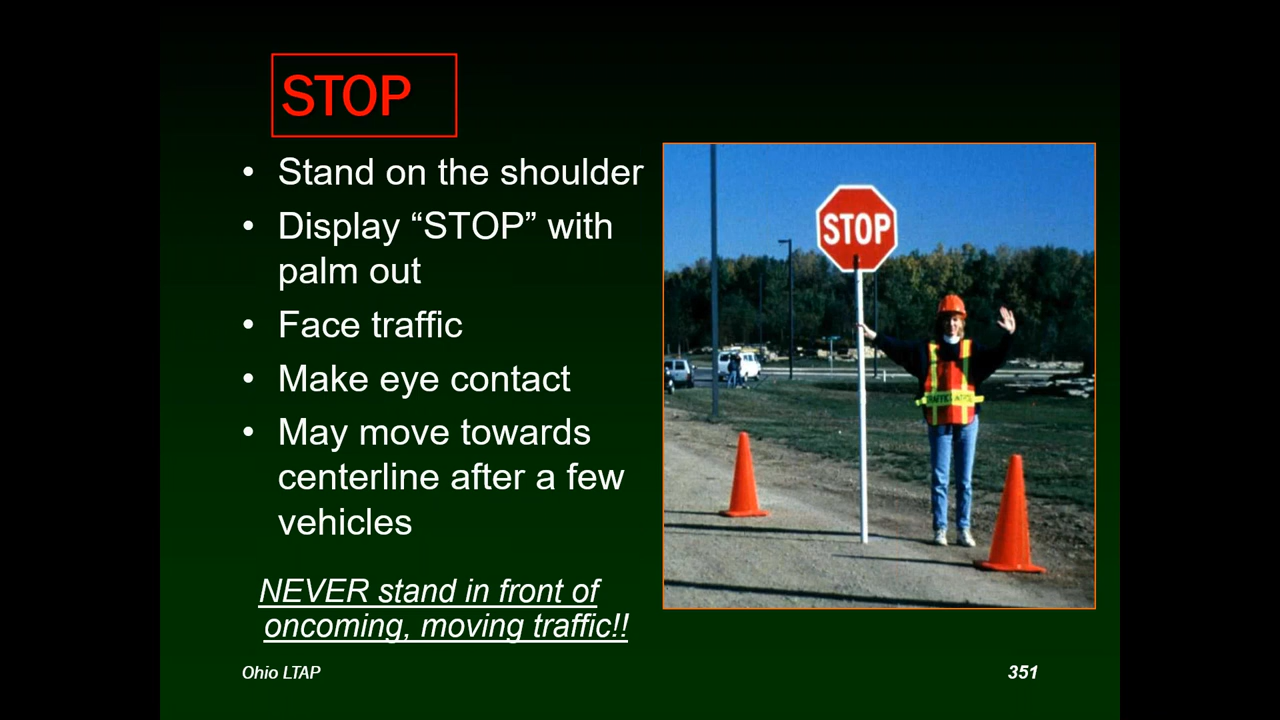 STOP
• Stand on the shoulder
• Display “STOP” with
palm out
• Face traffic
• Make eye contact
• May move towards
centerline after a few
vehicles
NEVER stand in front of
oncoming, moving traffic!!
STOP
TRAFFIC
Ohio LTAP
351